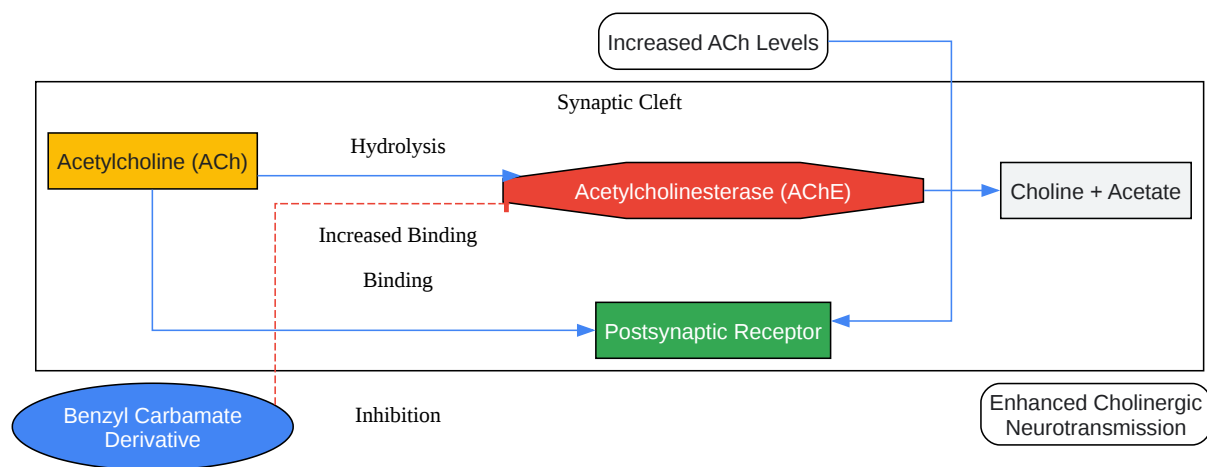 Increased ACh Levels
Synaptic Cleft
Acetylcholine (ACh)
Hydrolysis
Acetylcholinesterase (AChE)
Choline + Acetate
Increased Binding
Binding
Postsynaptic Receptor
Benzyl Carbamate
Derivative
Inhibition
Enhanced Cholinergic
Neurotransmission